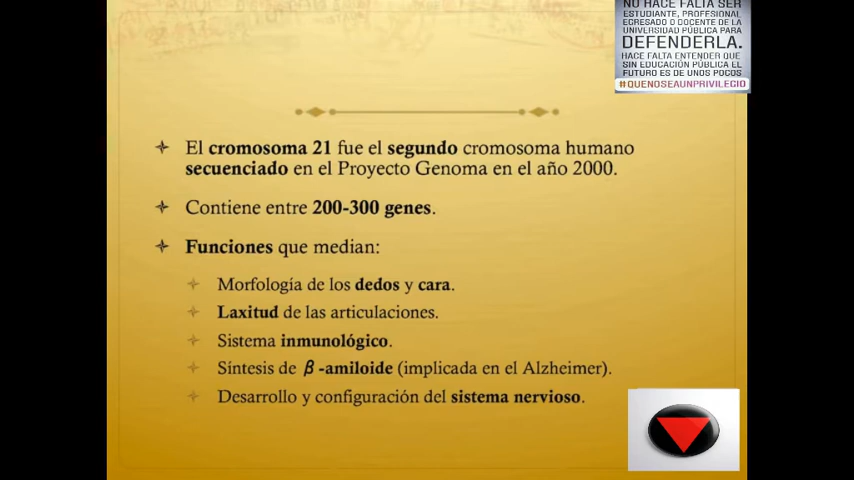 NO HACE FALTA SER
ESTUDIANTE, PROFESIONAL
EGRESADO O DOCENTE DE LA
UNIVERSIDAD PÚBLICA PARA
DEFENDERLA.
HACE FALTA ENTENDER QUE
SIN EDUCACIÓN PÚBLICA EL
FUTURO ES DE UNOS POCOS
#QUENOSEAUNPRIVILEGIO
El cromosoma 21 fue el segundo cromosoma humano
secuenciado en el Proyecto Genoma en el año 2000.
Contiene entre 200-300 genes.
Funciones que median:
Morfología de los dedos y cara.
Laxitud de las articulaciones.
Sistema inmunológico.
Síntesis de β-amiloide (implicada en el Alzheimer).
Desarrollo y configuración del sistema nervioso.